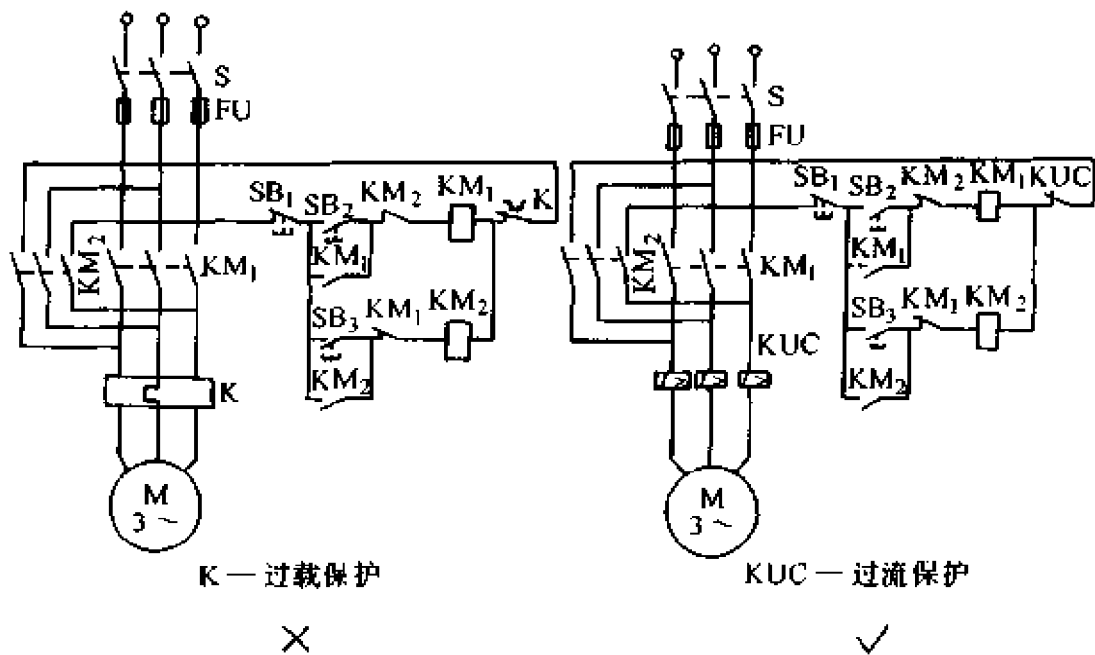 S
FU
SB₁ SB₂ KM₂ KM₁ K
KM₂ KM₁ KM₁
SB₃ KM₁ KM₂
K KM₂
M
3 ~
K — 过载保护
×
S
FU
SB₁ SB₂ KM₂ KM₁ KUC
KM₂ KM₁ KM₁
SB₃ KM₁ KM₂
KUC
KM₂
M
3 ~
KUC — 过流保护
✓